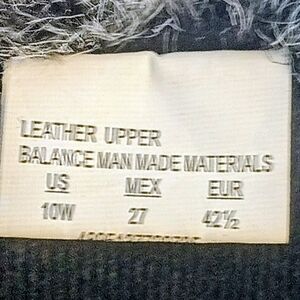 LEATHER UPPER
BALANCE MAN MADE MATERIALS
US MEX EUR
10W 27 42½